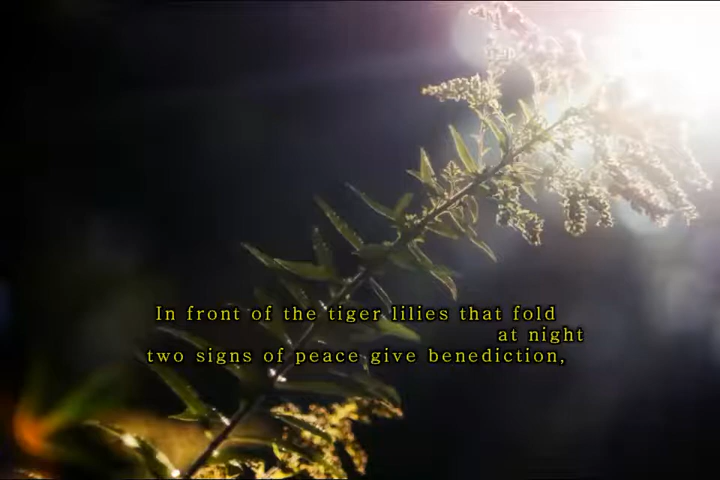 In front of the tiger lilies that fold
at night
two signs of peace give benediction,